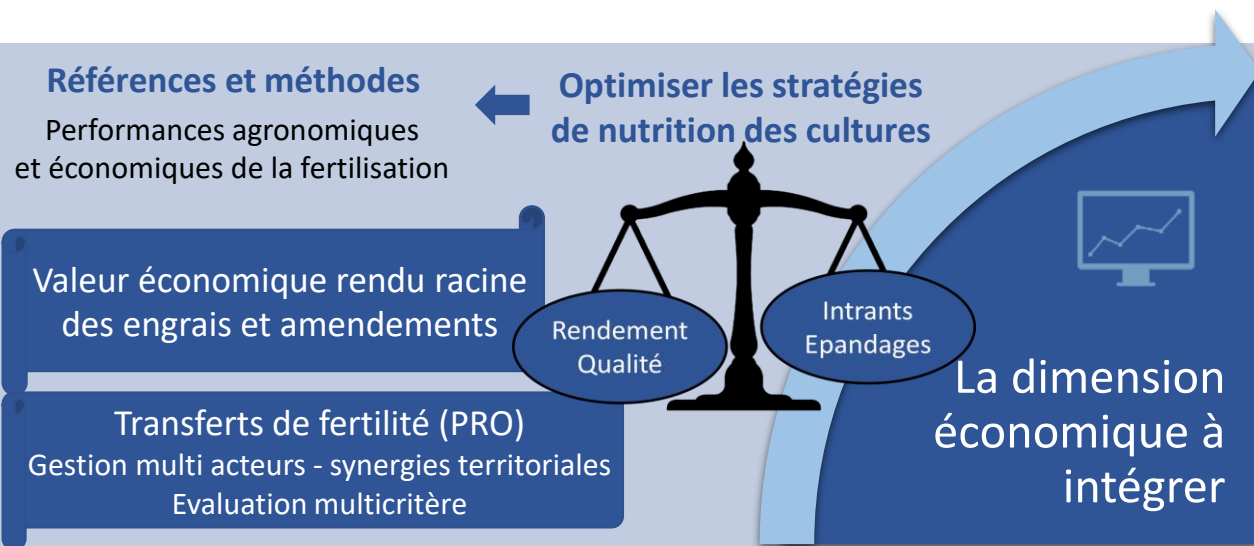 Références et méthodes
Performances agronomiques
et économiques de la fertilisation
Optimiser les stratégies
de nutrition des cultures
Valeur économique rendu racine
des engrais et amendements
Rendement
Qualité
Intrants
Epandages
Transferts de fertilité (PRO)
Gestion multi acteurs - synergies territoriales
Evaluation multicritère
La dimension
économique à
intégrer